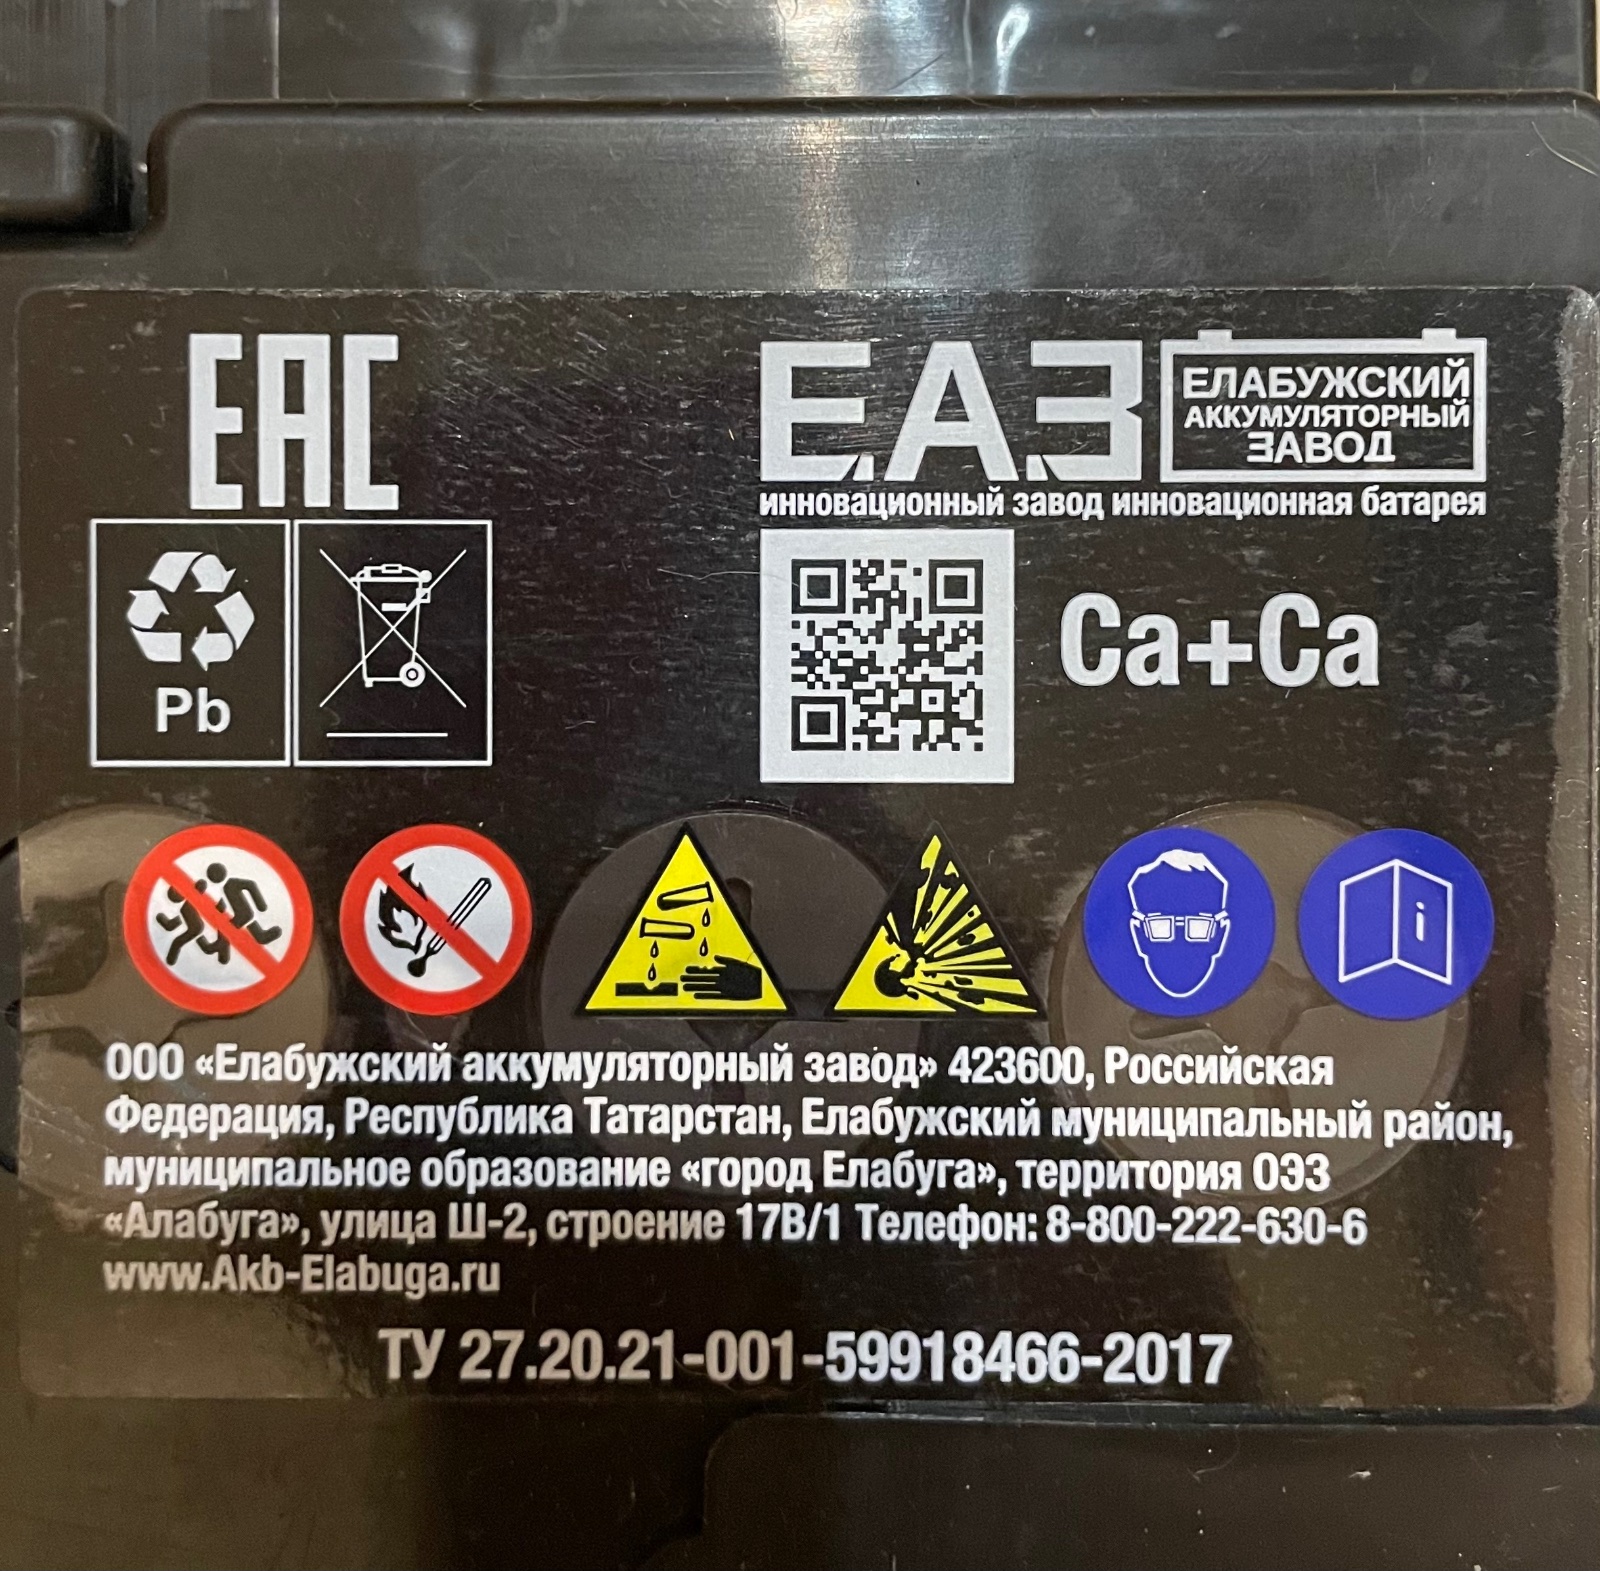 EAC
Е.А.З
ЕЛАБУЖСКИЙ
АККУМУЛЯТОРНЫЙ
ЗАВОД
инновационный завод инновационная батарея
Pb
Ca+Ca
i
ООО «Елабужский аккумуляторный завод» 423600, Российская
Федерация, Республика Татарстан, Елабужский муниципальный район,
муниципальное образование «город Елабуга», территория ОЭЗ
«Алабуга», улица Ш-2, строение 17В/1 Телефон: 8-800-222-630-6
www.Akb-Elabuga.ru
ТУ 27.20.21-001-59918466-2017